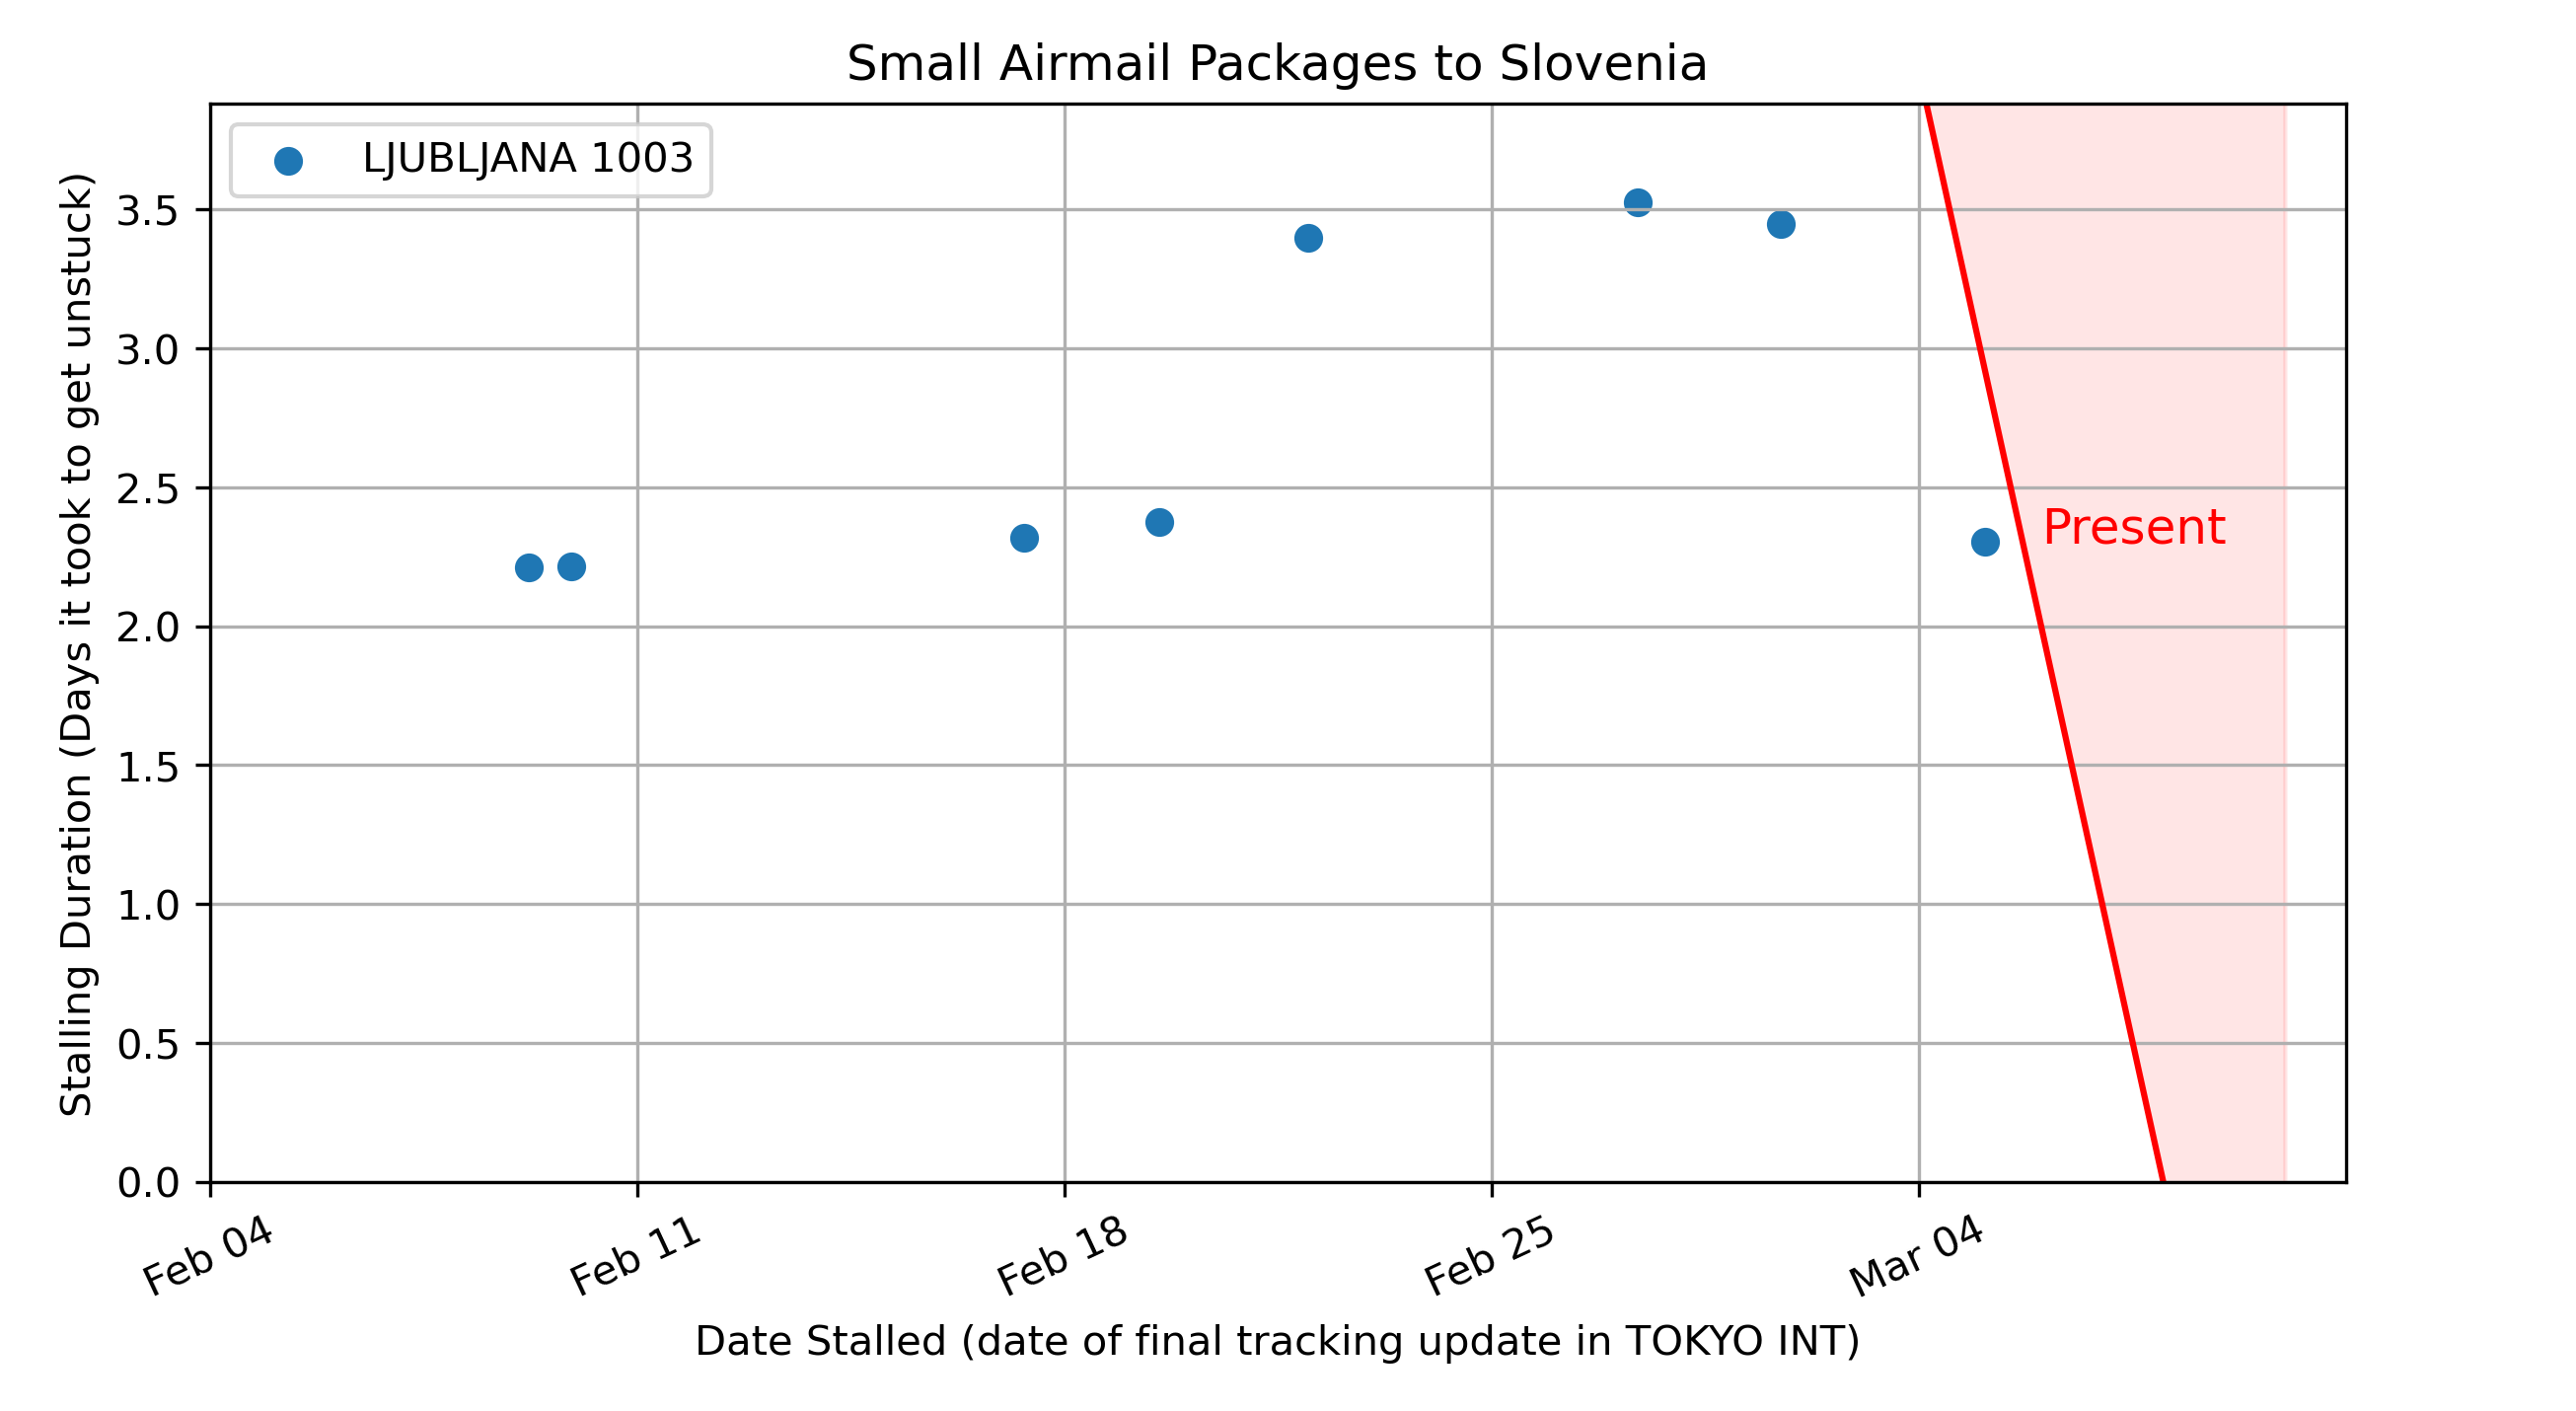 Small Airmail Packages to Slovenia
LJUBLJANA 1003
Stalling Duration (Days it took to get unstuck)
3.5
3.0
2.5
2.0
1.5
1.0
0.5
0.0
Present
Feb 04
Feb 11
Feb 18
Feb 25
Mar 04
Date Stalled (date of final tracking update in TOKYO INT)